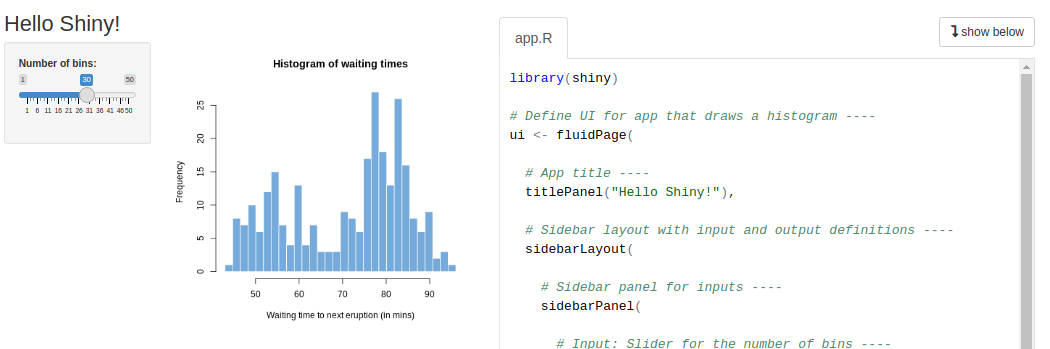 Hello Shiny!
Number of bins:
1 30 50
1 6 11 16 21 26 31 36 41 46 50
Histogram of waiting times
Frequency
25
20
15
10
5
0
50 60 70 80 90
Waiting time to next eruption (in mins)
app.R
show below
library(shiny)
# Define UI for app that draws a histogram ----
ui <- fluidPage(
# App title ----
titlePanel("Hello Shiny!"),
# Sidebar layout with input and output definitions ----
sidebarLayout(
# Sidebar panel for inputs ----
sidebarPanel(
# Input: Slider for the number of bins ----